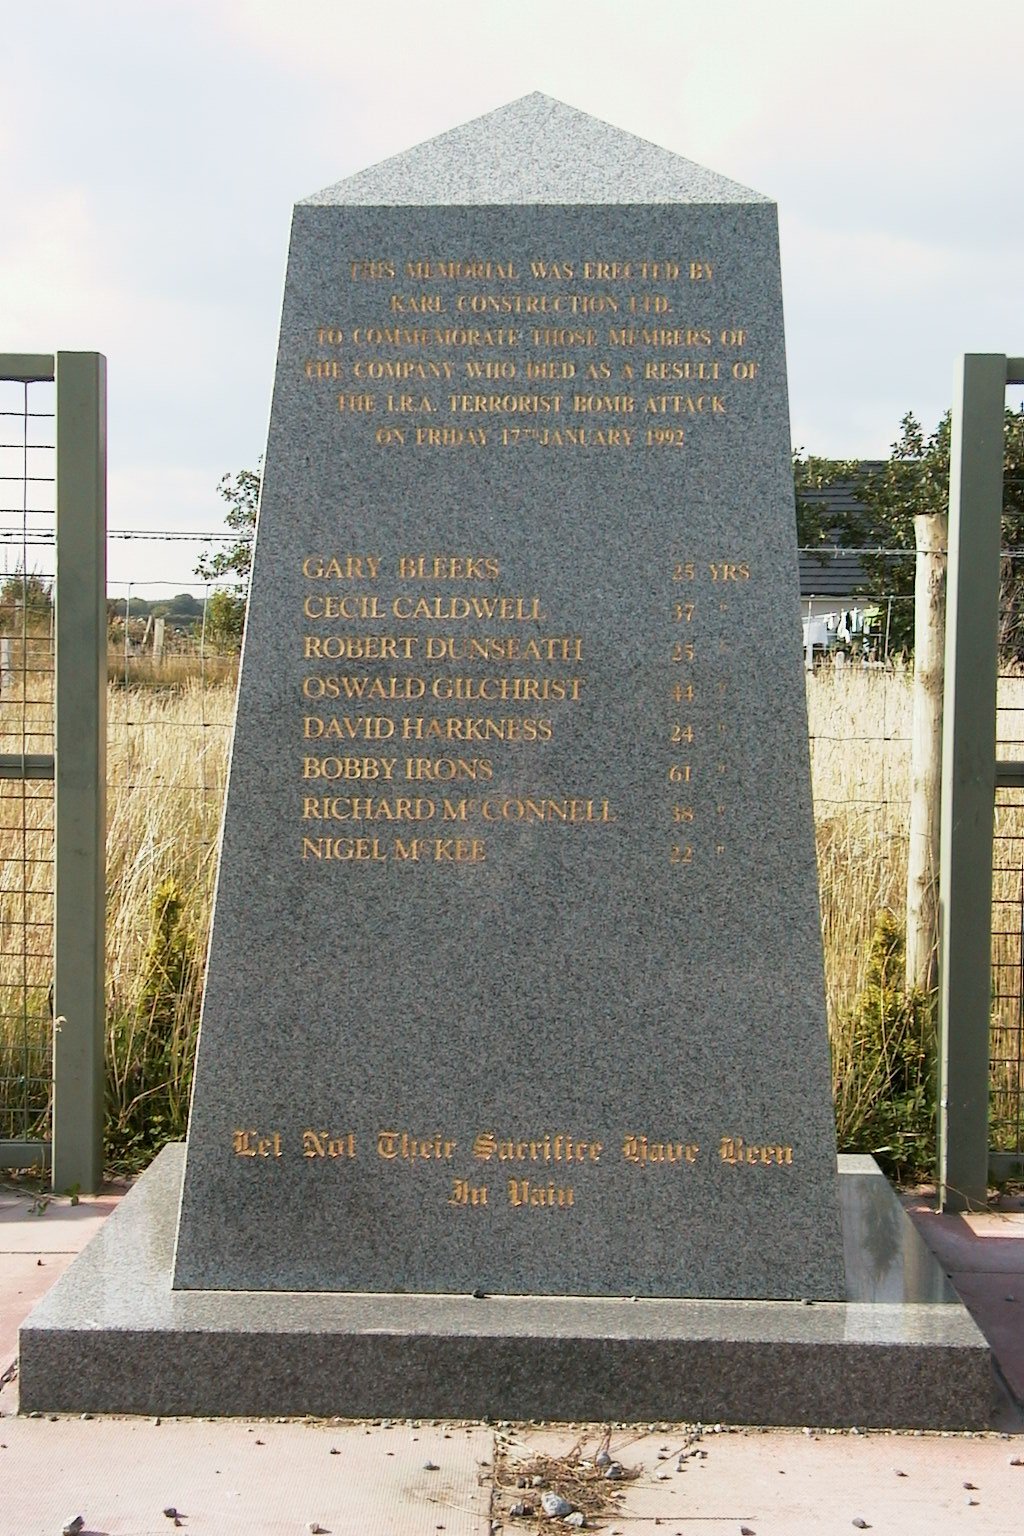 THIS MEMORIAL WAS ERECTED BY
KARL CONSTRUCTION LTD.
TO COMMEMORATE THOSE MEMBERS OF
THE COMPANY WHO DIED AS A RESULT OF
THE I.R.A. TERRORIST BOMB ATTACK
ON FRIDAY 17TH JANUARY 1992
GARY BLEEKS 25 YRS
CECIL CALDWELL 37 "
ROBERT DUNSEATH 25 "
OSWALD GILCHRIST 44 "
DAVID HARKNESS 24 "
BOBBY IRONS 61 "
RICHARD McCONNELL 38 "
NIGEL McKEE 22 "
Let Not Their Sacrifice Have Been
In Vain